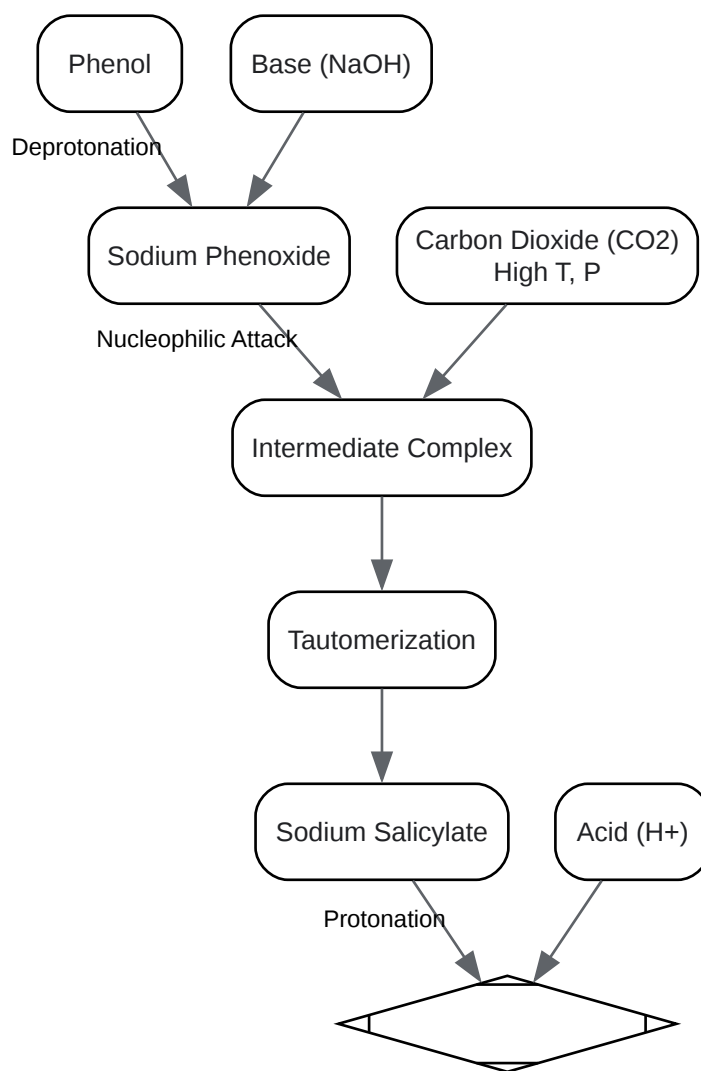 Phenol
Base (NaOH)
Deprotonation
Sodium Phenoxide
Carbon Dioxide (CO2)
High T, P
Nucleophilic Attack
Intermediate Complex
Tautomerization
Sodium Salicylate
Acid (H+)
Protonation